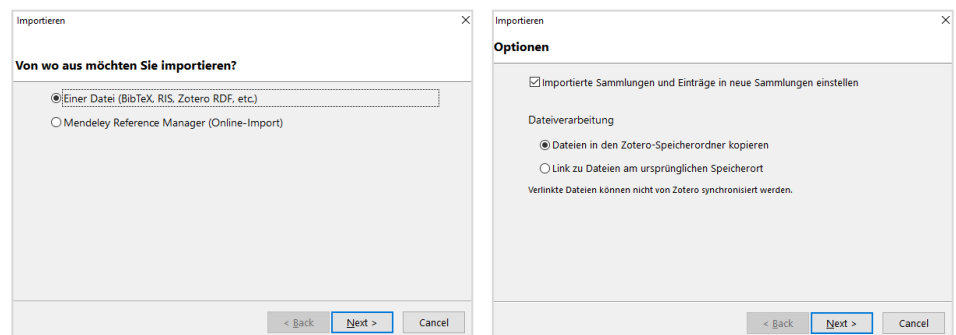 Importieren
Von wo aus möchten Sie importieren?
Einer Datei (BibTeX, RIS, Zotero RDF, etc.)
Mendeley Reference Manager (Online-Import)
< Back
Next >
Cancel
Importieren
Optionen
Importierte Sammlungen und Einträge in neue Sammlungen einstellen
Dateiverarbeitung
Dateien in den Zotero-Speicherordner kopieren
Link zu Dateien am ursprünglichen Speicherort
Verlinkte Dateien können nicht von Zotero synchronisiert werden.
< Back
Next >
Cancel